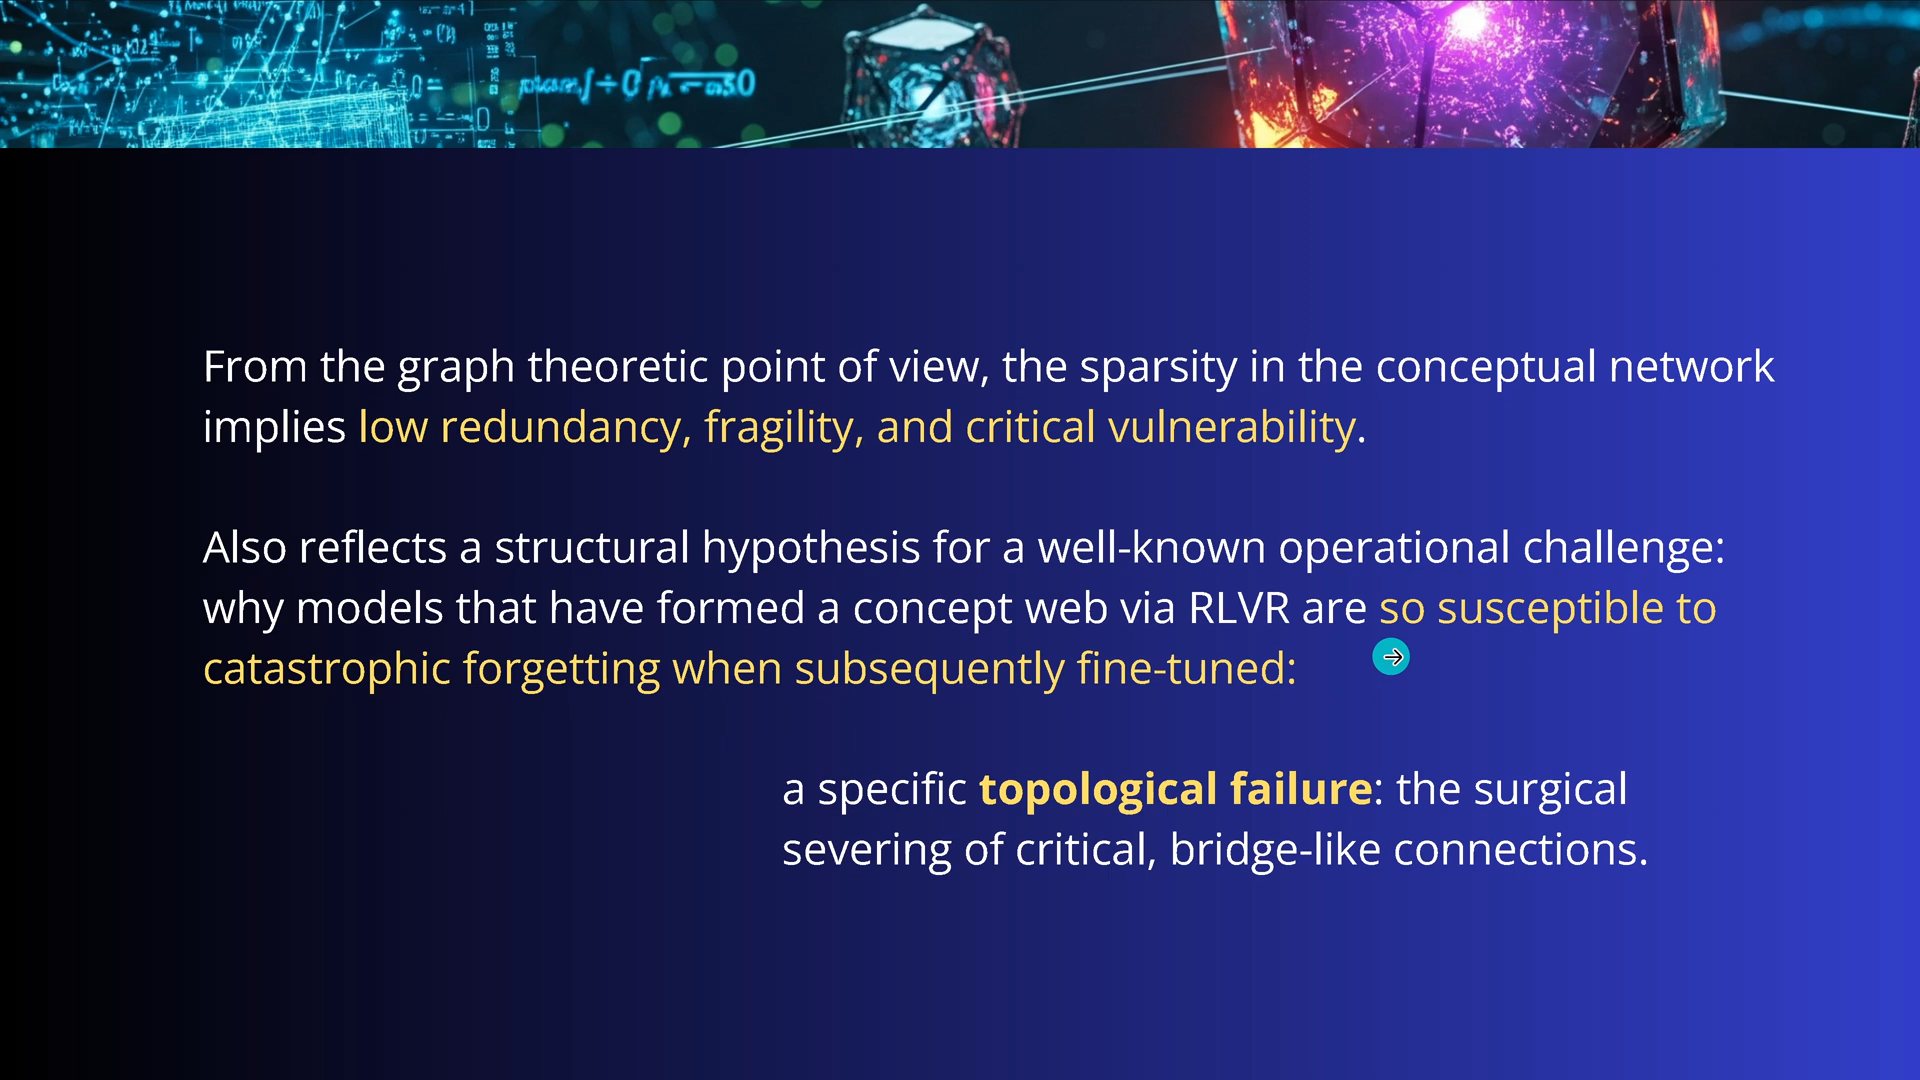 From the graph theoretic point of view, the sparsity in the conceptual network
implies low redundancy, fragility, and critical vulnerability.
Also reflects a structural hypothesis for a well-known operational challenge:
why models that have formed a concept web via RLVR are so susceptible to
catastrophic forgetting when subsequently fine-tuned:
a specific topological failure: the surgical
severing of critical, bridge-like connections.